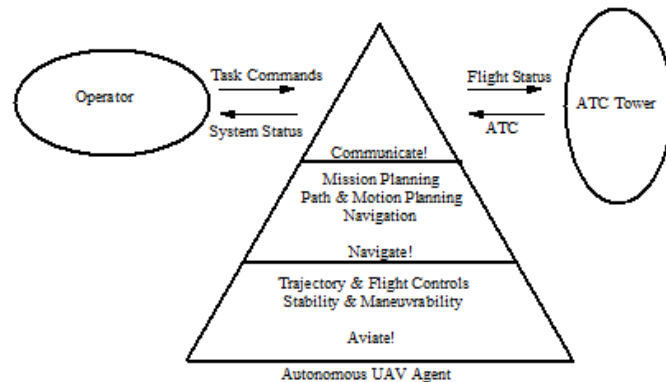 Task Commands
Flight Status
Operator
ATC Tower
System Status
ATC
Communicate!
Mission Planning
Path & Motion Planning
Navigation
Navigate!
Trajectory & Flight Controls
Stability & Maneuvrability
Aviate!
Autonomous UAV Agent